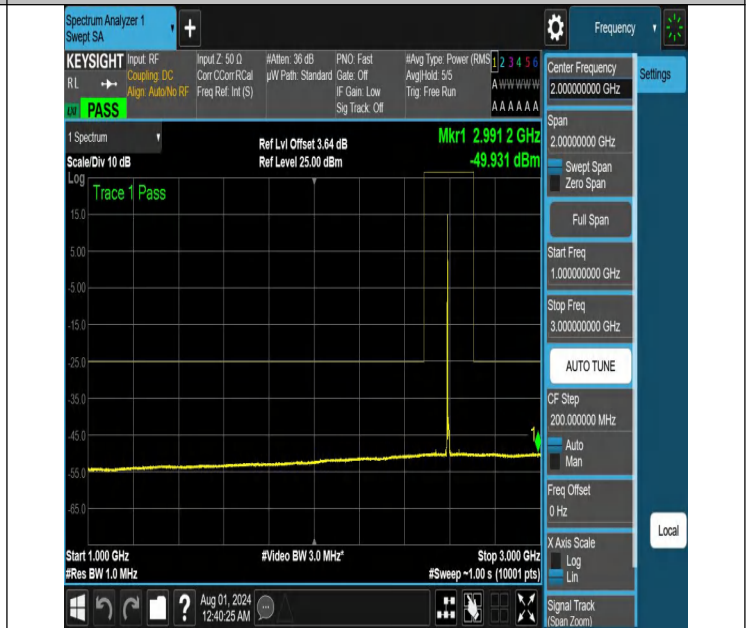 Spectrum Analyzer 1
Swept SA
+
Frequency
KEYSIGHT
RL
PASS
Input: RF
Coupling: DC
Align: Auto/No RF
Input Z: 50 Ω
Corr CCorr RCal
Freq Ref: Int (S)
#Atten: 36 dB
µW Path: Standard
PNO: Fast
Gate: Off
IF Gain: Low
Sig Track: Off
#Avg Type: Power (RMS
Avg|Hold: 5/5
Trig: Free Run
1 2 3 4 5 6
A W W W W W
A A A A A A
1 Spectrum
Scale/Div 10 dB
Ref Lvl Offset 3.64 dB
Ref Level 25.00 dBm
Mkr1 2.991 2 GHz
-49.931 dBm
Log
Trace 1 Pass
15.0
5.00
-5.00
-15.0
-25.0
-35.0
-45.0
-55.0
-65.0
1
Start 1.000 GHz
#Res BW 1.0 MHz
#Video BW 3.0 MHz*
Stop 3.000 GHz
#Sweep ~1.00 s (10001 pts)
Center Frequency
2.000000000 GHz
Settings
Span
2.00000000 GHz
Swept Span
Zero Span
Full Span
Start Freq
1.000000000 GHz
Stop Freq
3.000000000 GHz
AUTO TUNE
CF Step
200.000000 MHz
Auto
Man
Freq Offset
0 Hz
X Axis Scale
Log
Lin
Signal Track
(Span Zoom)
Local
?
Aug 01, 2024
12:40:25 AM